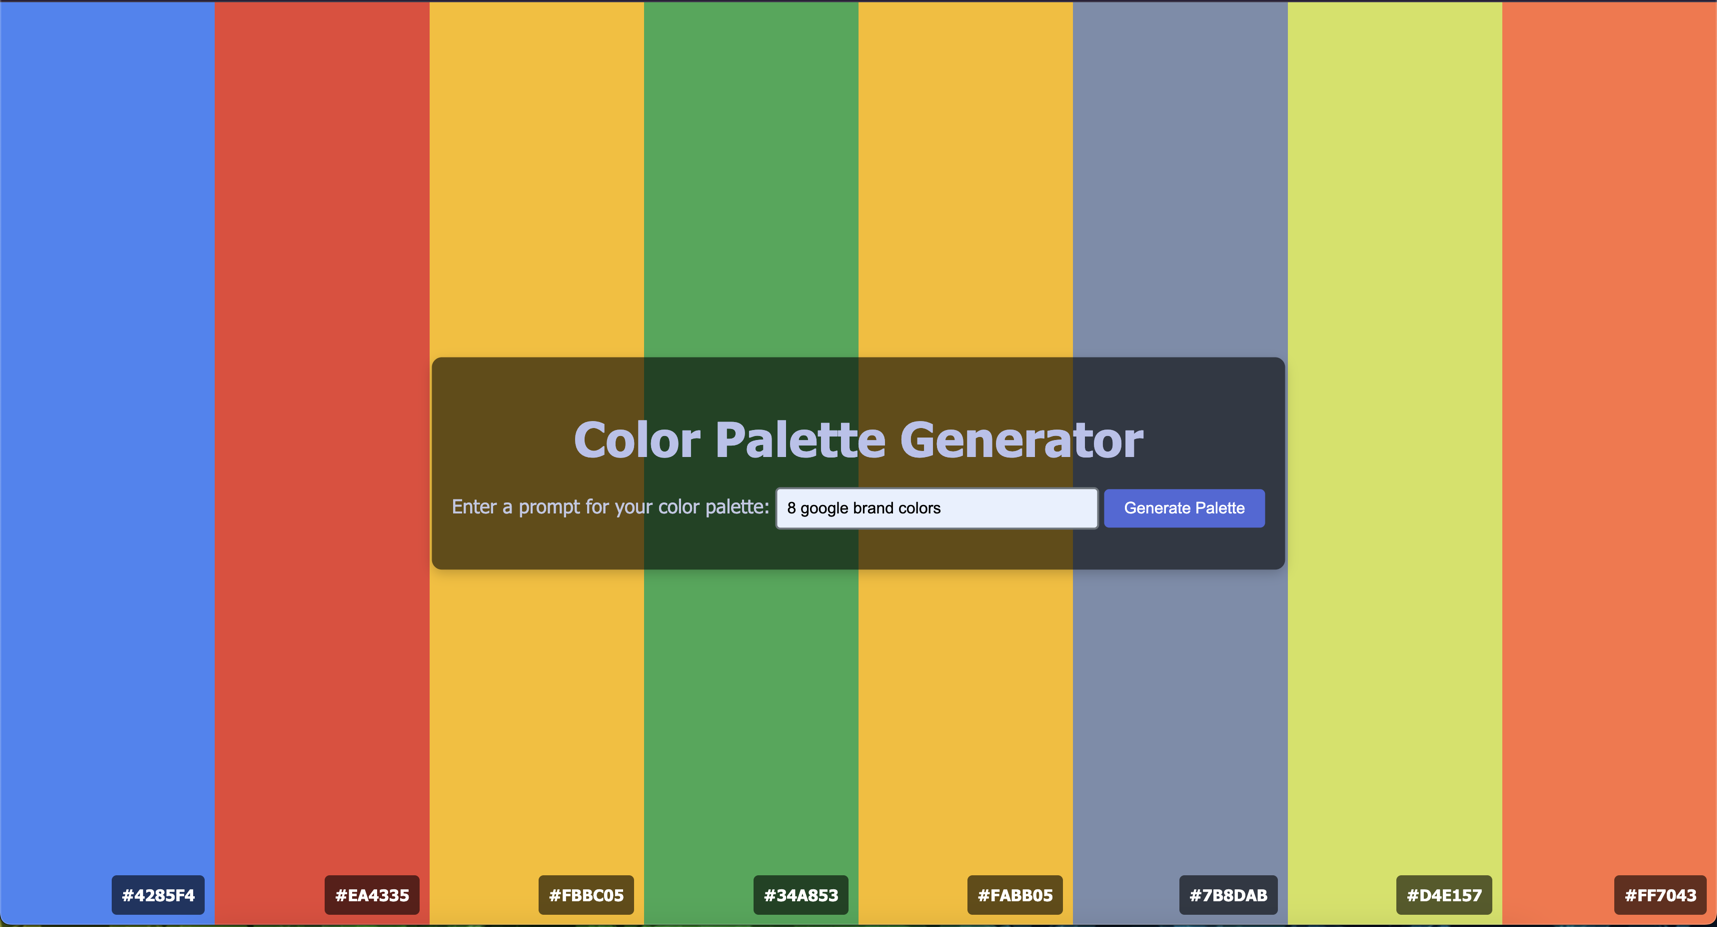 Color Palette Generator
Enter a prompt for your color palette: 8 google brand colors Generate Palette
#4285F4 #EA4335 #FBBC05 #34A853 #FABB05 #7B8DAB #D4E157 #FF7043